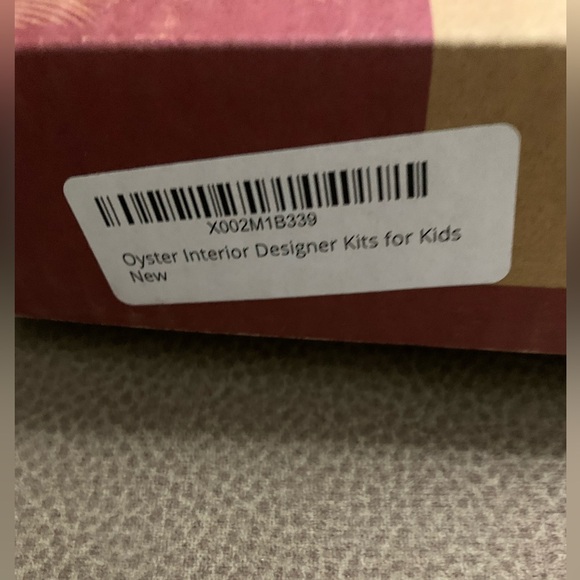 X002M1B339
Oyster Interior Designer Kits for Kids
New